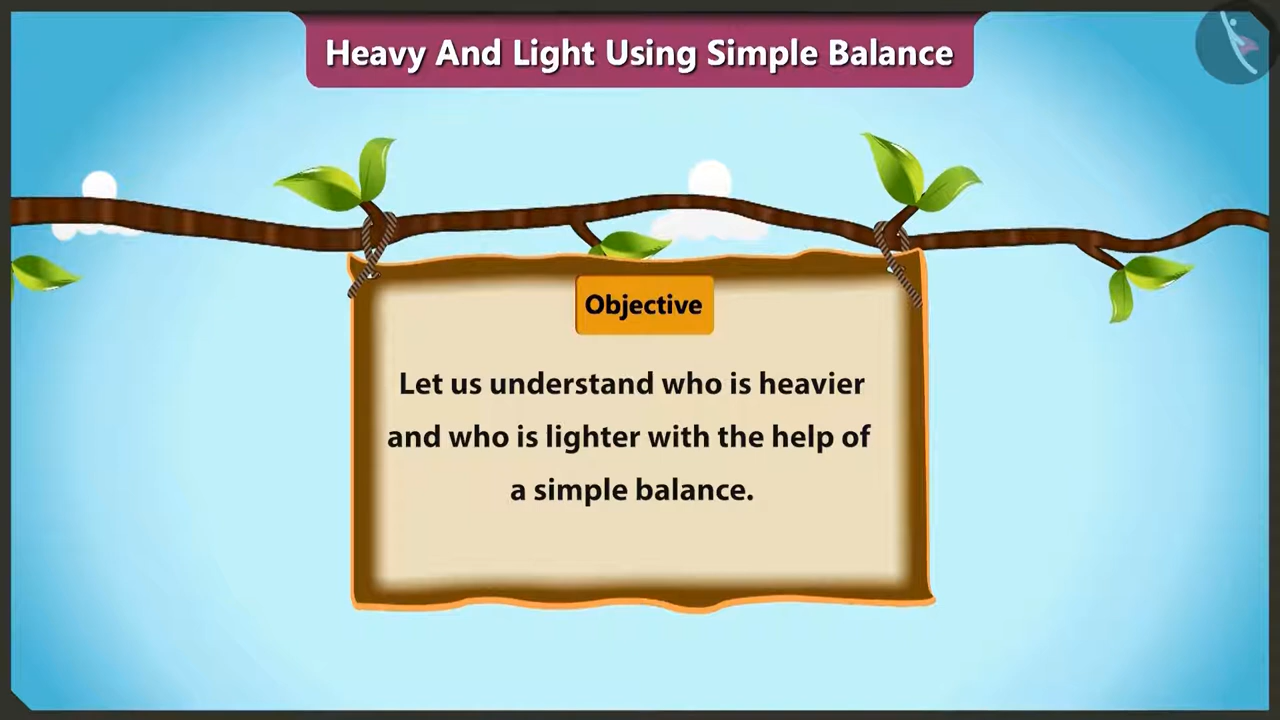 Heavy And Light Using Simple Balance
Objective
Let us understand who is heavier
and who is lighter with the help of
a simple balance.